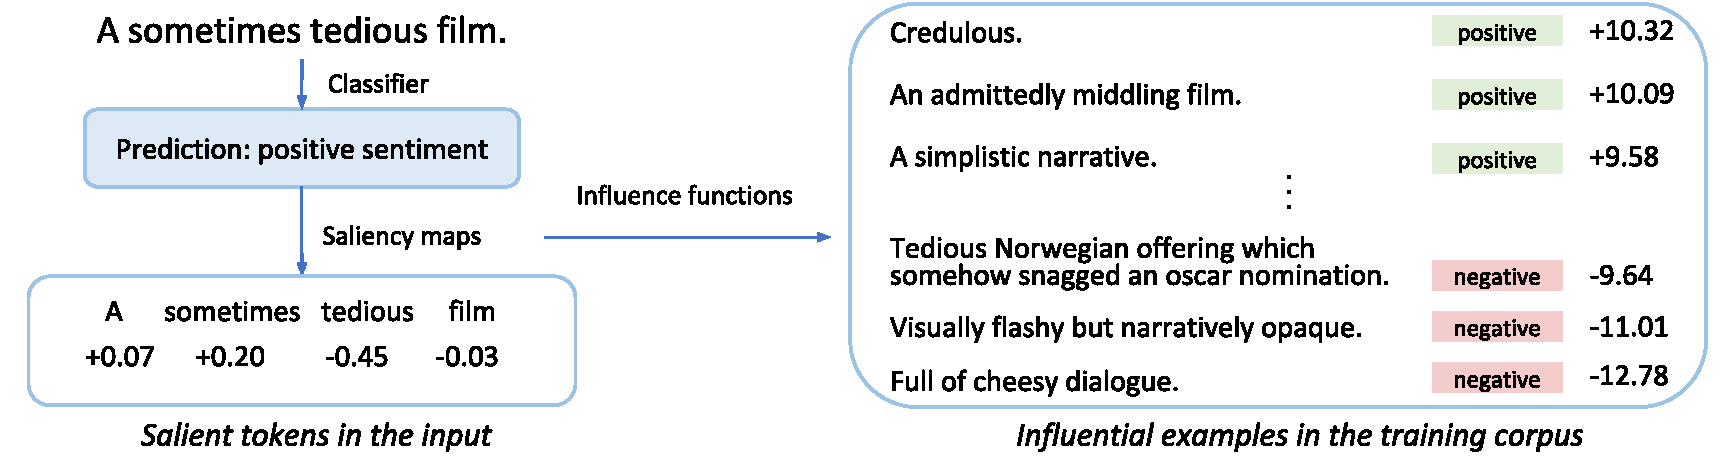 A sometimes tedious film.
Classifier
Prediction: positive sentiment
Saliency maps
A sometimes tedious film
+0.07 +0.20 -0.45 -0.03
Salient tokens in the input
Influence functions
Credulous. positive +10.32
An admittedly middling film. positive +10.09
A simplistic narrative. positive +9.58
⋮
Tedious Norwegian offering which
somehow snagged an oscar nomination. negative -9.64
Visually flashy but narratively opaque. negative -11.01
Full of cheesy dialogue. negative -12.78
Influential examples in the training corpus